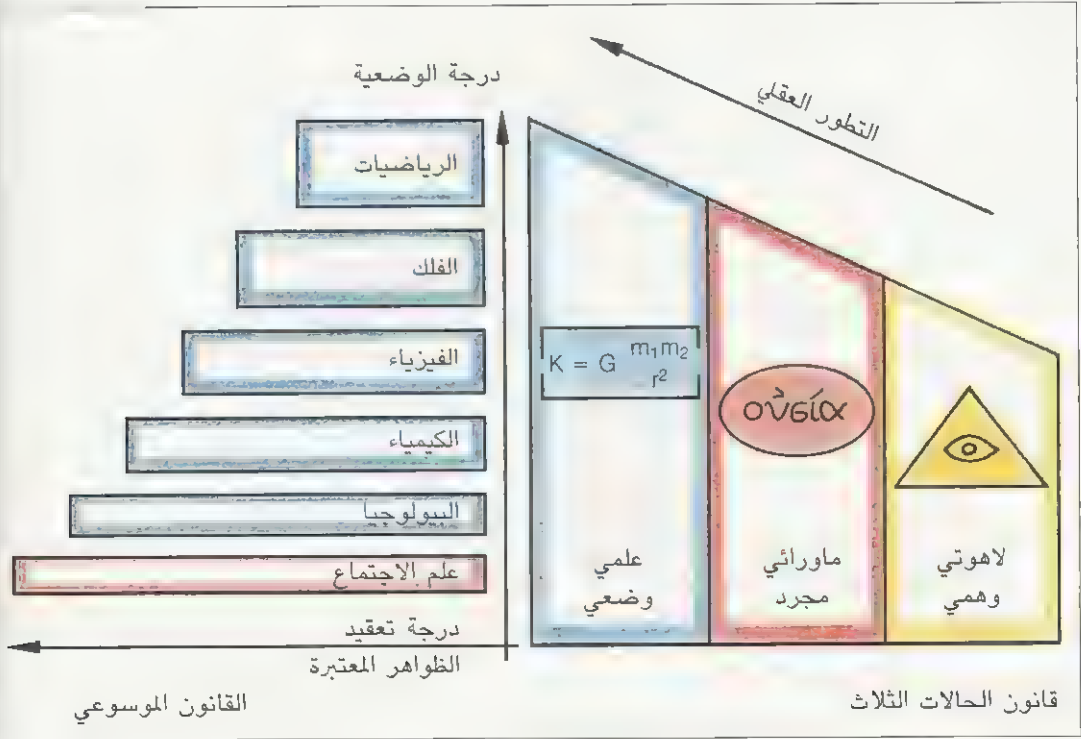 التطور العقلي
لاهوتي
وهمي
ماورائي
مجرد
οὐσία
علمي
وضعي
K = G m₁m₂
r²
قانون الحالات الثلاث
درجة الوضعية
الرياضيات
الفلك
الفيزياء
الكيمياء
البيولوجيا
علم الاجتماع
درجة تعقيد
الظواهر المعتبرة
القانون الموسوعي